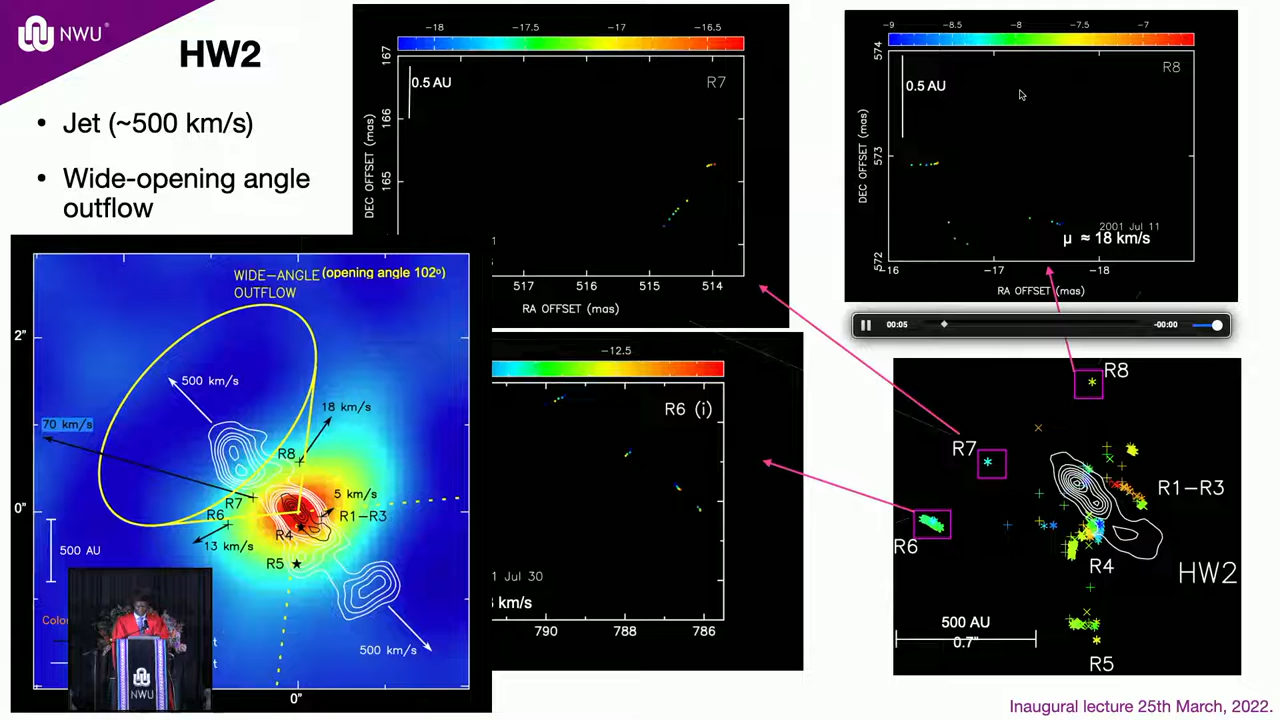 NWU
HW2
• Jet (~500 km/s)
• Wide-opening angle
outflow
-18
-17.5
-17
-16.5
R7
0.5 AU
167
166
165
DEC OFFSET (mas)
517
516
515
514
RA OFFSET (mas)
-9
-8.5
-8
-7.5
-7
R8
0.5 AU
574
573
572
DEC OFFSET (mas)
2001 Jul 11
μ ≈ 18 km/s
-16
-17
-18
RA OFFSET (mas)
00:05
-00:00
WIDE-ANGLE (opening angle 102º)
OUTFLOW
2"
0"
500 km/s
18 km/s
70 km/s
R8
R7
5 km/s
R6
R1-R3
R4
13 km/s
R5
500 AU
500 km/s
0"
NWU
-12.5
R6 (i)
1 Jul 30
km/s
790
788
786
R8
R7
R1-R3
R6
R4
HW2
500 AU
0.7"
R5
Inaugural lecture 25th March, 2022.